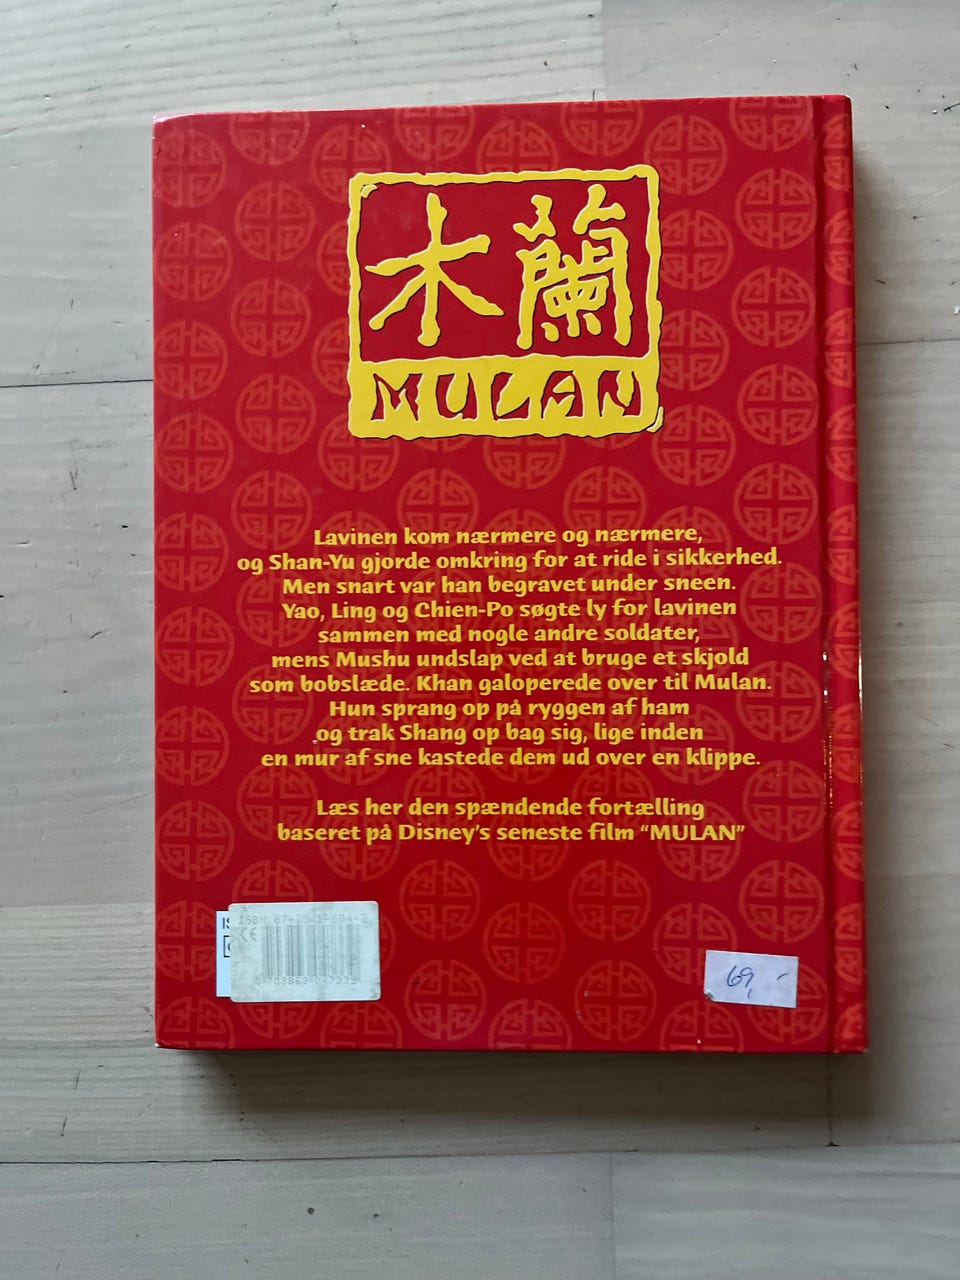 木蘭
MULAN
Lavinen kom nærmere og nærmere,
og Shan-Yu gjorde omkring for at ride i sikkerhed.
Men snart var han begravet under sneen.
Yao, Ling og Chien-Po søgte ly for lavinen
sammen med nogle andre soldater,
mens Mushu undslap ved at bruge et skjold
som bobslæde. Khan galoperede over til Mulan.
Hun sprang op på ryggen af ham
og trak Shang op bag sig, lige inden
en mur af sne kastede dem ud over en klippe.
Læs her den spændende fortælling
baseret på Disney's seneste film “MULAN”
ISBN
CE
69,-